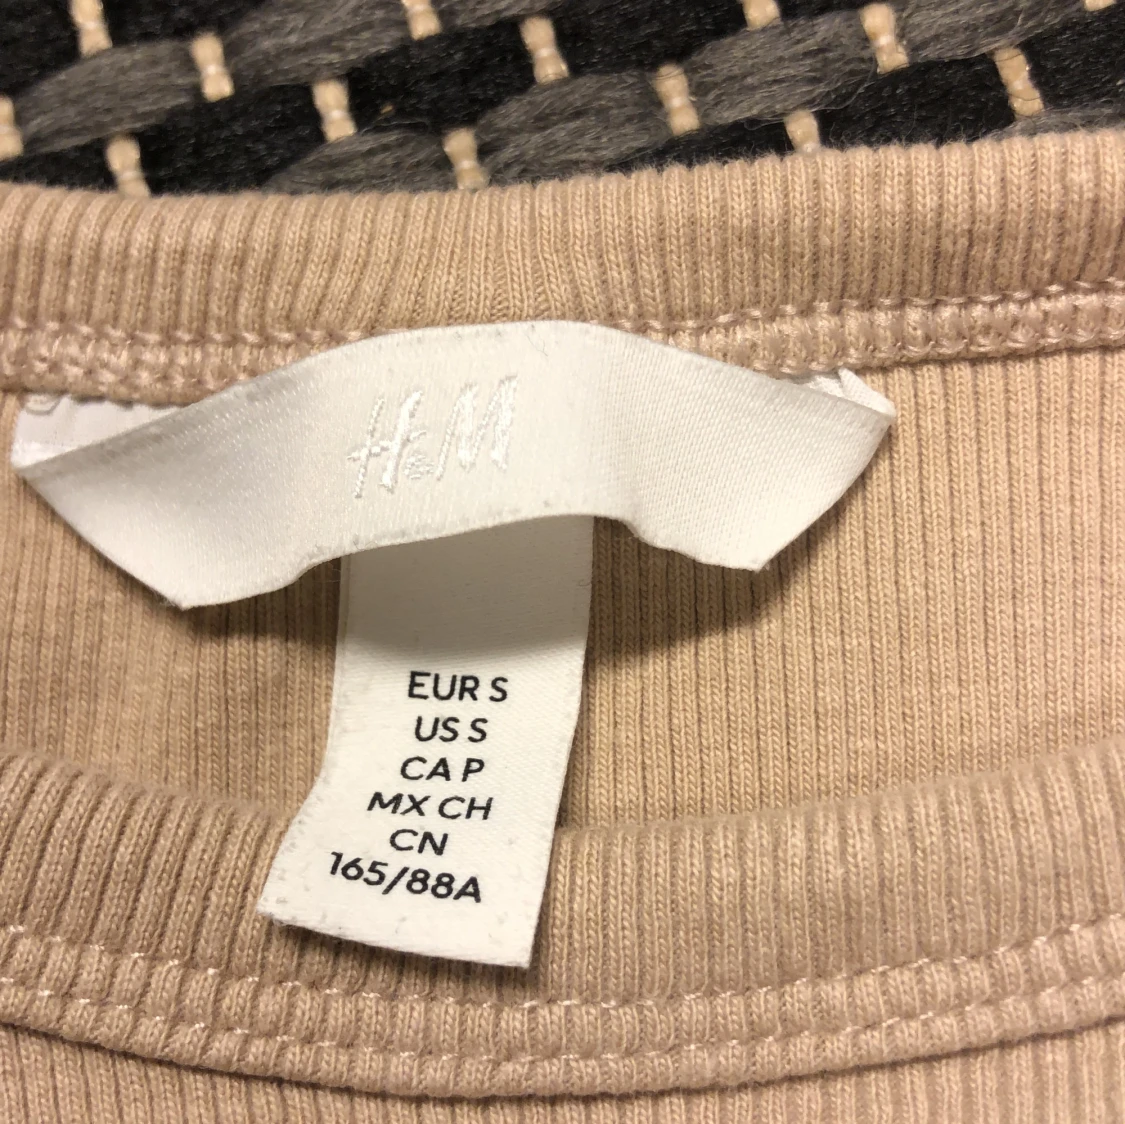 H&M
EUR S
US S
CA P
MX CH
CN
165/88A